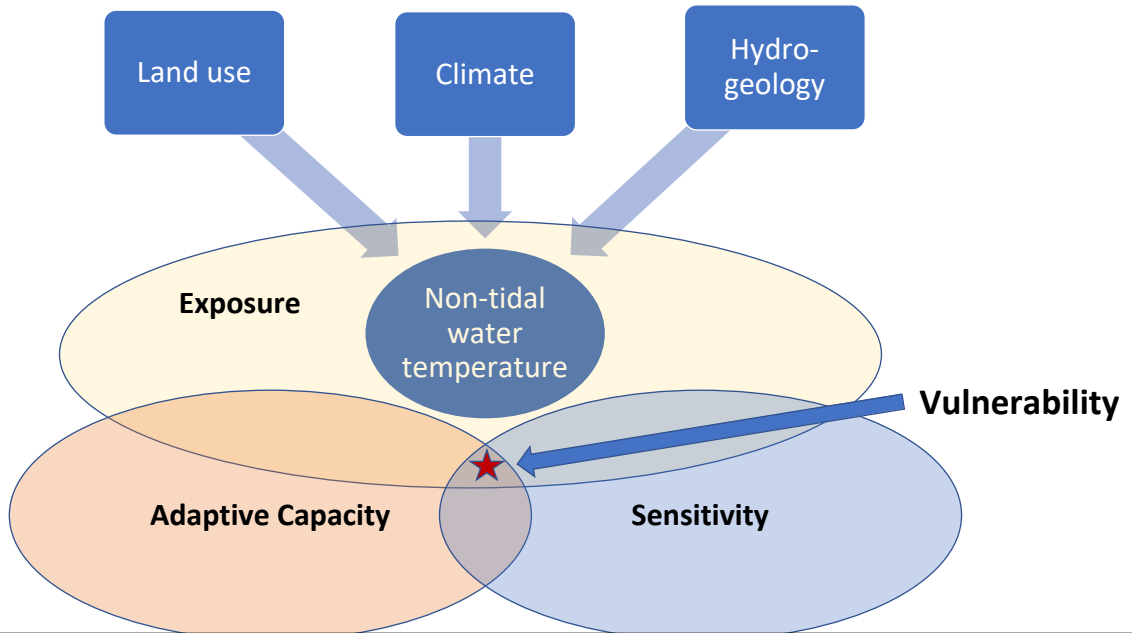 Land use
Climate
Hydro-
geology
Exposure
Non-tidal
water
temperature
Vulnerability
Adaptive Capacity
Sensitivity